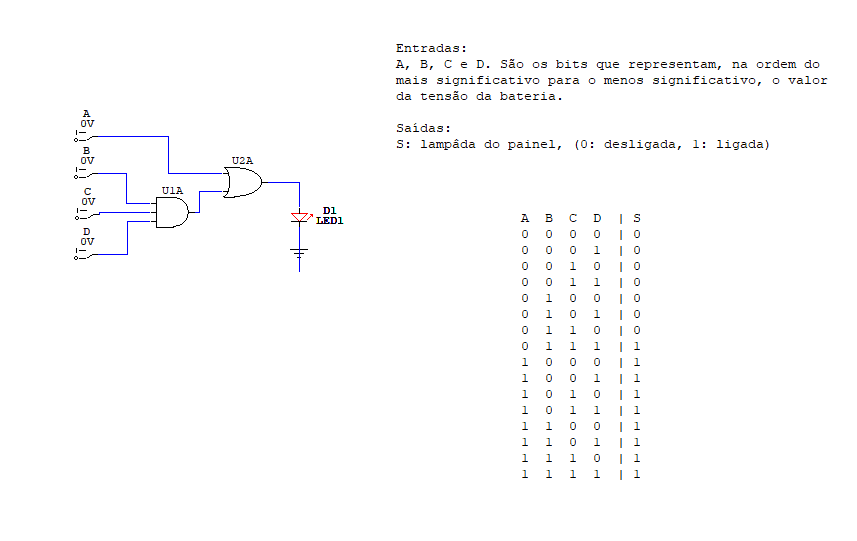 Entradas:
A, B, C e D. São os bits que representam, na ordem do
mais significativo para o menos significativo, o valor
da tensão da bateria.
Saídas:
S: lampâda do painel, (0: desligada, 1: ligada)
A
0V
B
0V
C
0V
D
0V
U1A
U2A
D1
LED1
A B C D | S
0 0 0 0 | 0
0 0 0 1 | 0
0 0 1 0 | 0
0 0 1 1 | 0
0 1 0 0 | 0
0 1 0 1 | 0
0 1 1 0 | 0
0 1 1 1 | 1
1 0 0 0 | 1
1 0 0 1 | 1
1 0 1 0 | 1
1 0 1 1 | 1
1 1 0 0 | 1
1 1 0 1 | 1
1 1 1 0 | 1
1 1 1 1 | 1